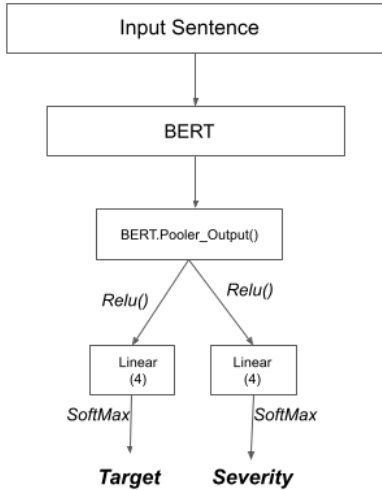 Input Sentence
BERT
BERT.Pooler_Output()
Relu()
Relu()
Linear
(4)
Linear
(4)
SoftMax
SoftMax
Target
Severity